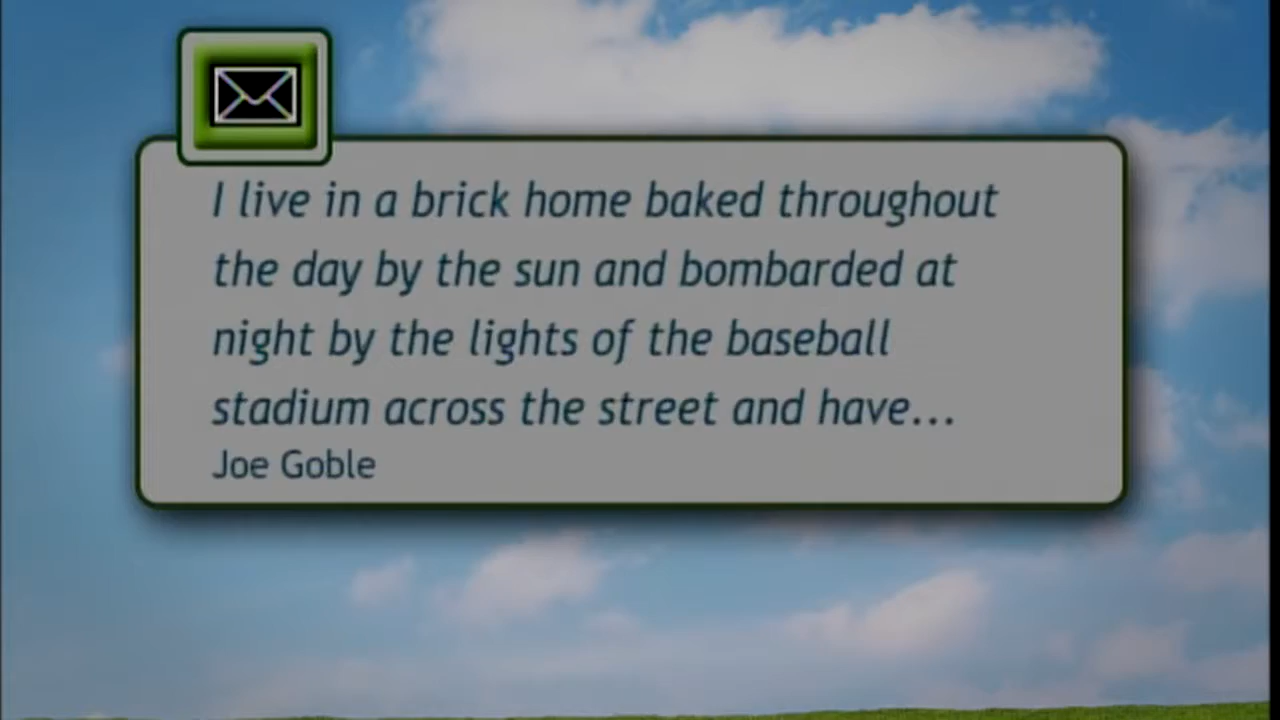 I live in a brick home baked throughout
the day by the sun and bombarded at
night by the lights of the baseball
stadium across the street and have...
Joe Goble